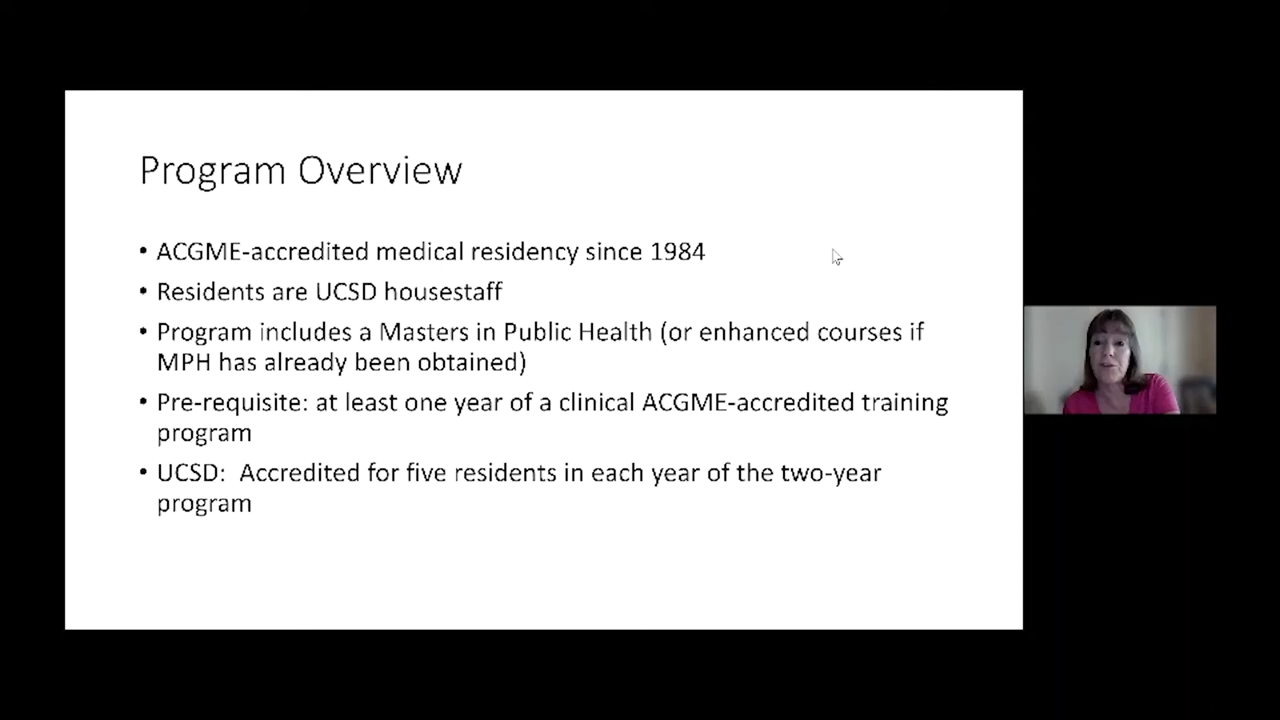 Program Overview
• ACGME-accredited medical residency since 1984
• Residents are UCSD housestaff
• Program includes a Masters in Public Health (or enhanced courses if
MPH has already been obtained)
• Pre-requisite: at least one year of a clinical ACGME-accredited training
program
• UCSD:  Accredited for five residents in each year of the two-year
program